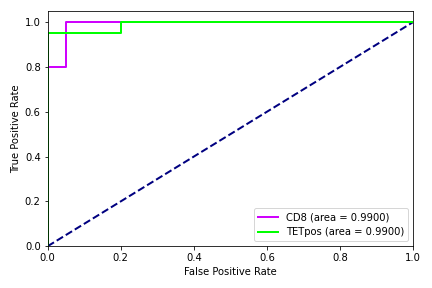 1.0
0.8
0.6
0.4
0.2
0.0
True Positive Rate
CD8 (area = 0.9900)
TETpos (area = 0.9900)
0.0 0.2 0.4 0.6 0.8 1.0
False Positive Rate